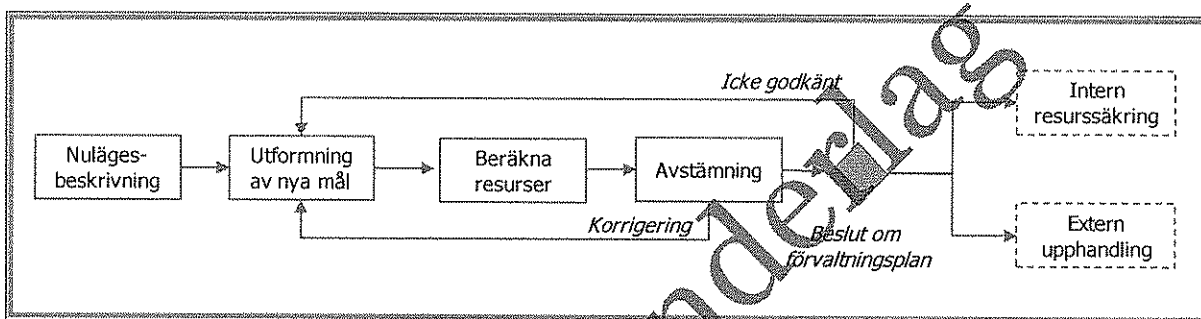 Icke godkänt
Intern
resurssäkring
Nuläges-
beskrivning
Utformning
av nya mål
Beräkna
resurser
Avstämning
Korrigering
Beslut om
förvaltningsplan
Extern
upphandling
nderlag